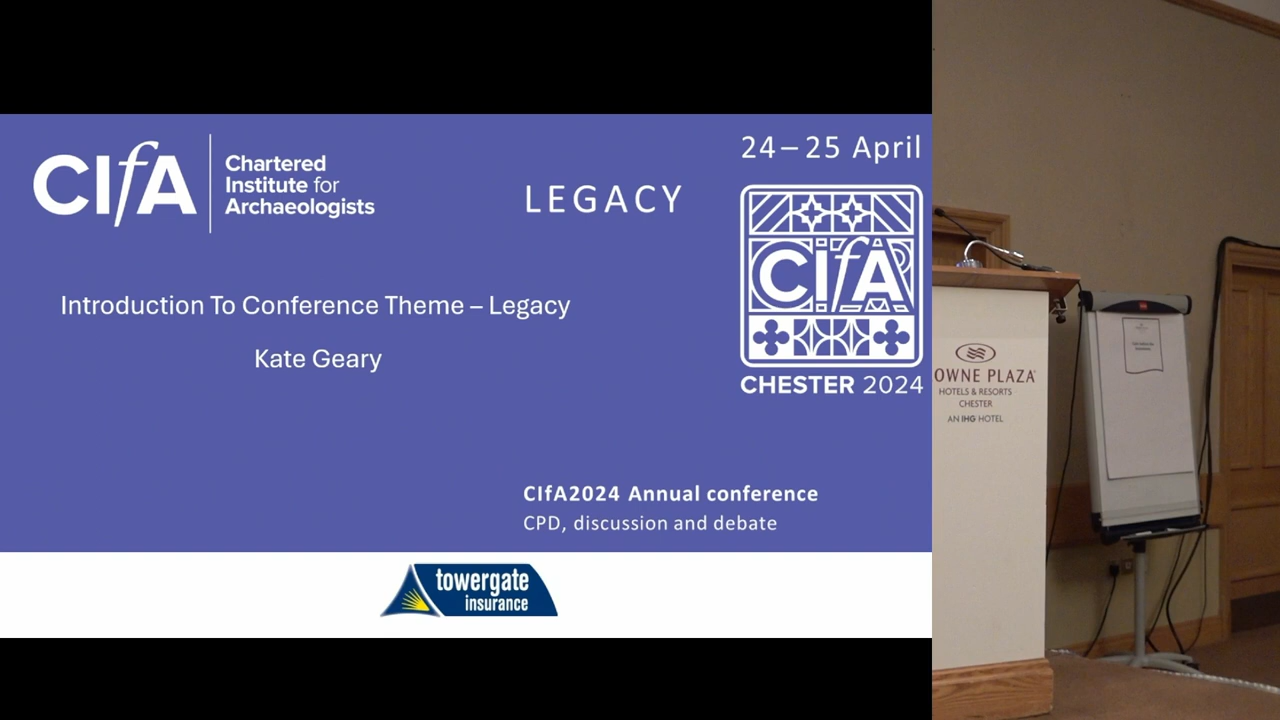 CIfA
Chartered
Institute for
Archaeologists
LEGACY
24–25 April
CIfA
CHESTER 2024
Introduction To Conference Theme – Legacy
Kate Geary
CIfA2024 Annual conference
CPD, discussion and debate
towergate
insurance
OWNE PLAZA
HOTELS & RESORTS
CHESTER
AN IHG HOTEL